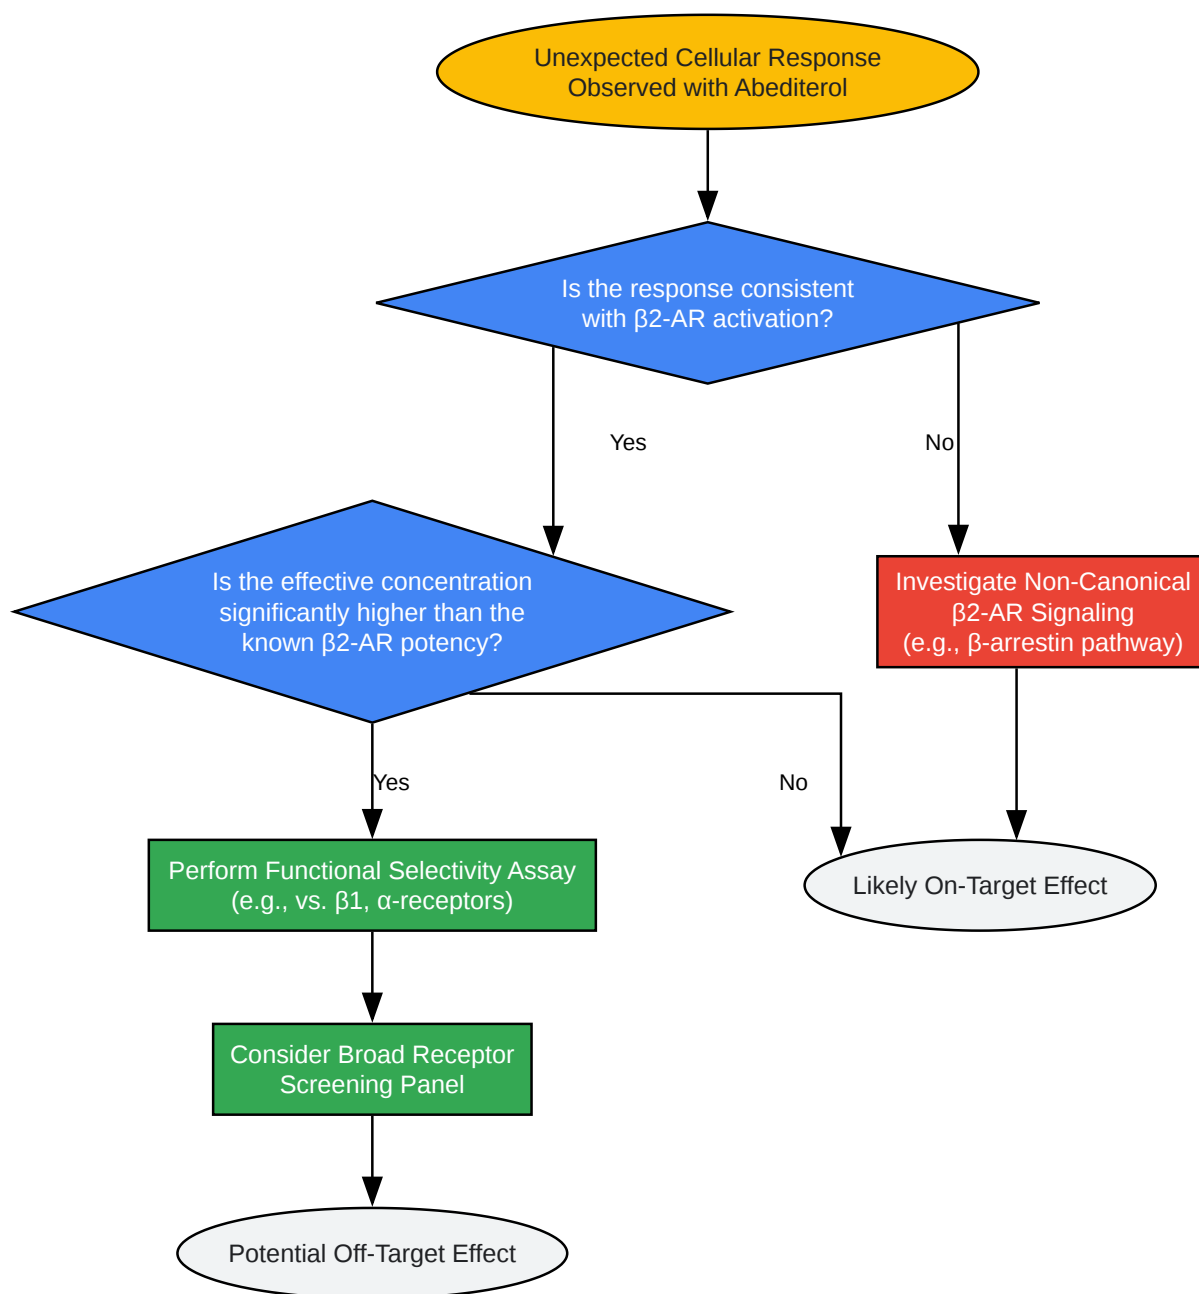 Unexpected Cellular Response
Observed with Abediterol
Is the response consistent
with β2-AR activation?
Yes
No
Is the effective concentration
significantly higher than the
known β2-AR potency?
Investigate Non-Canonical
β2-AR Signaling
(e.g., β-arrestin pathway)
Yes
No
Perform Functional Selectivity Assay
(e.g., vs. β1, α-receptors)
Likely On-Target Effect
Consider Broad Receptor
Screening Panel
Potential Off-Target Effect